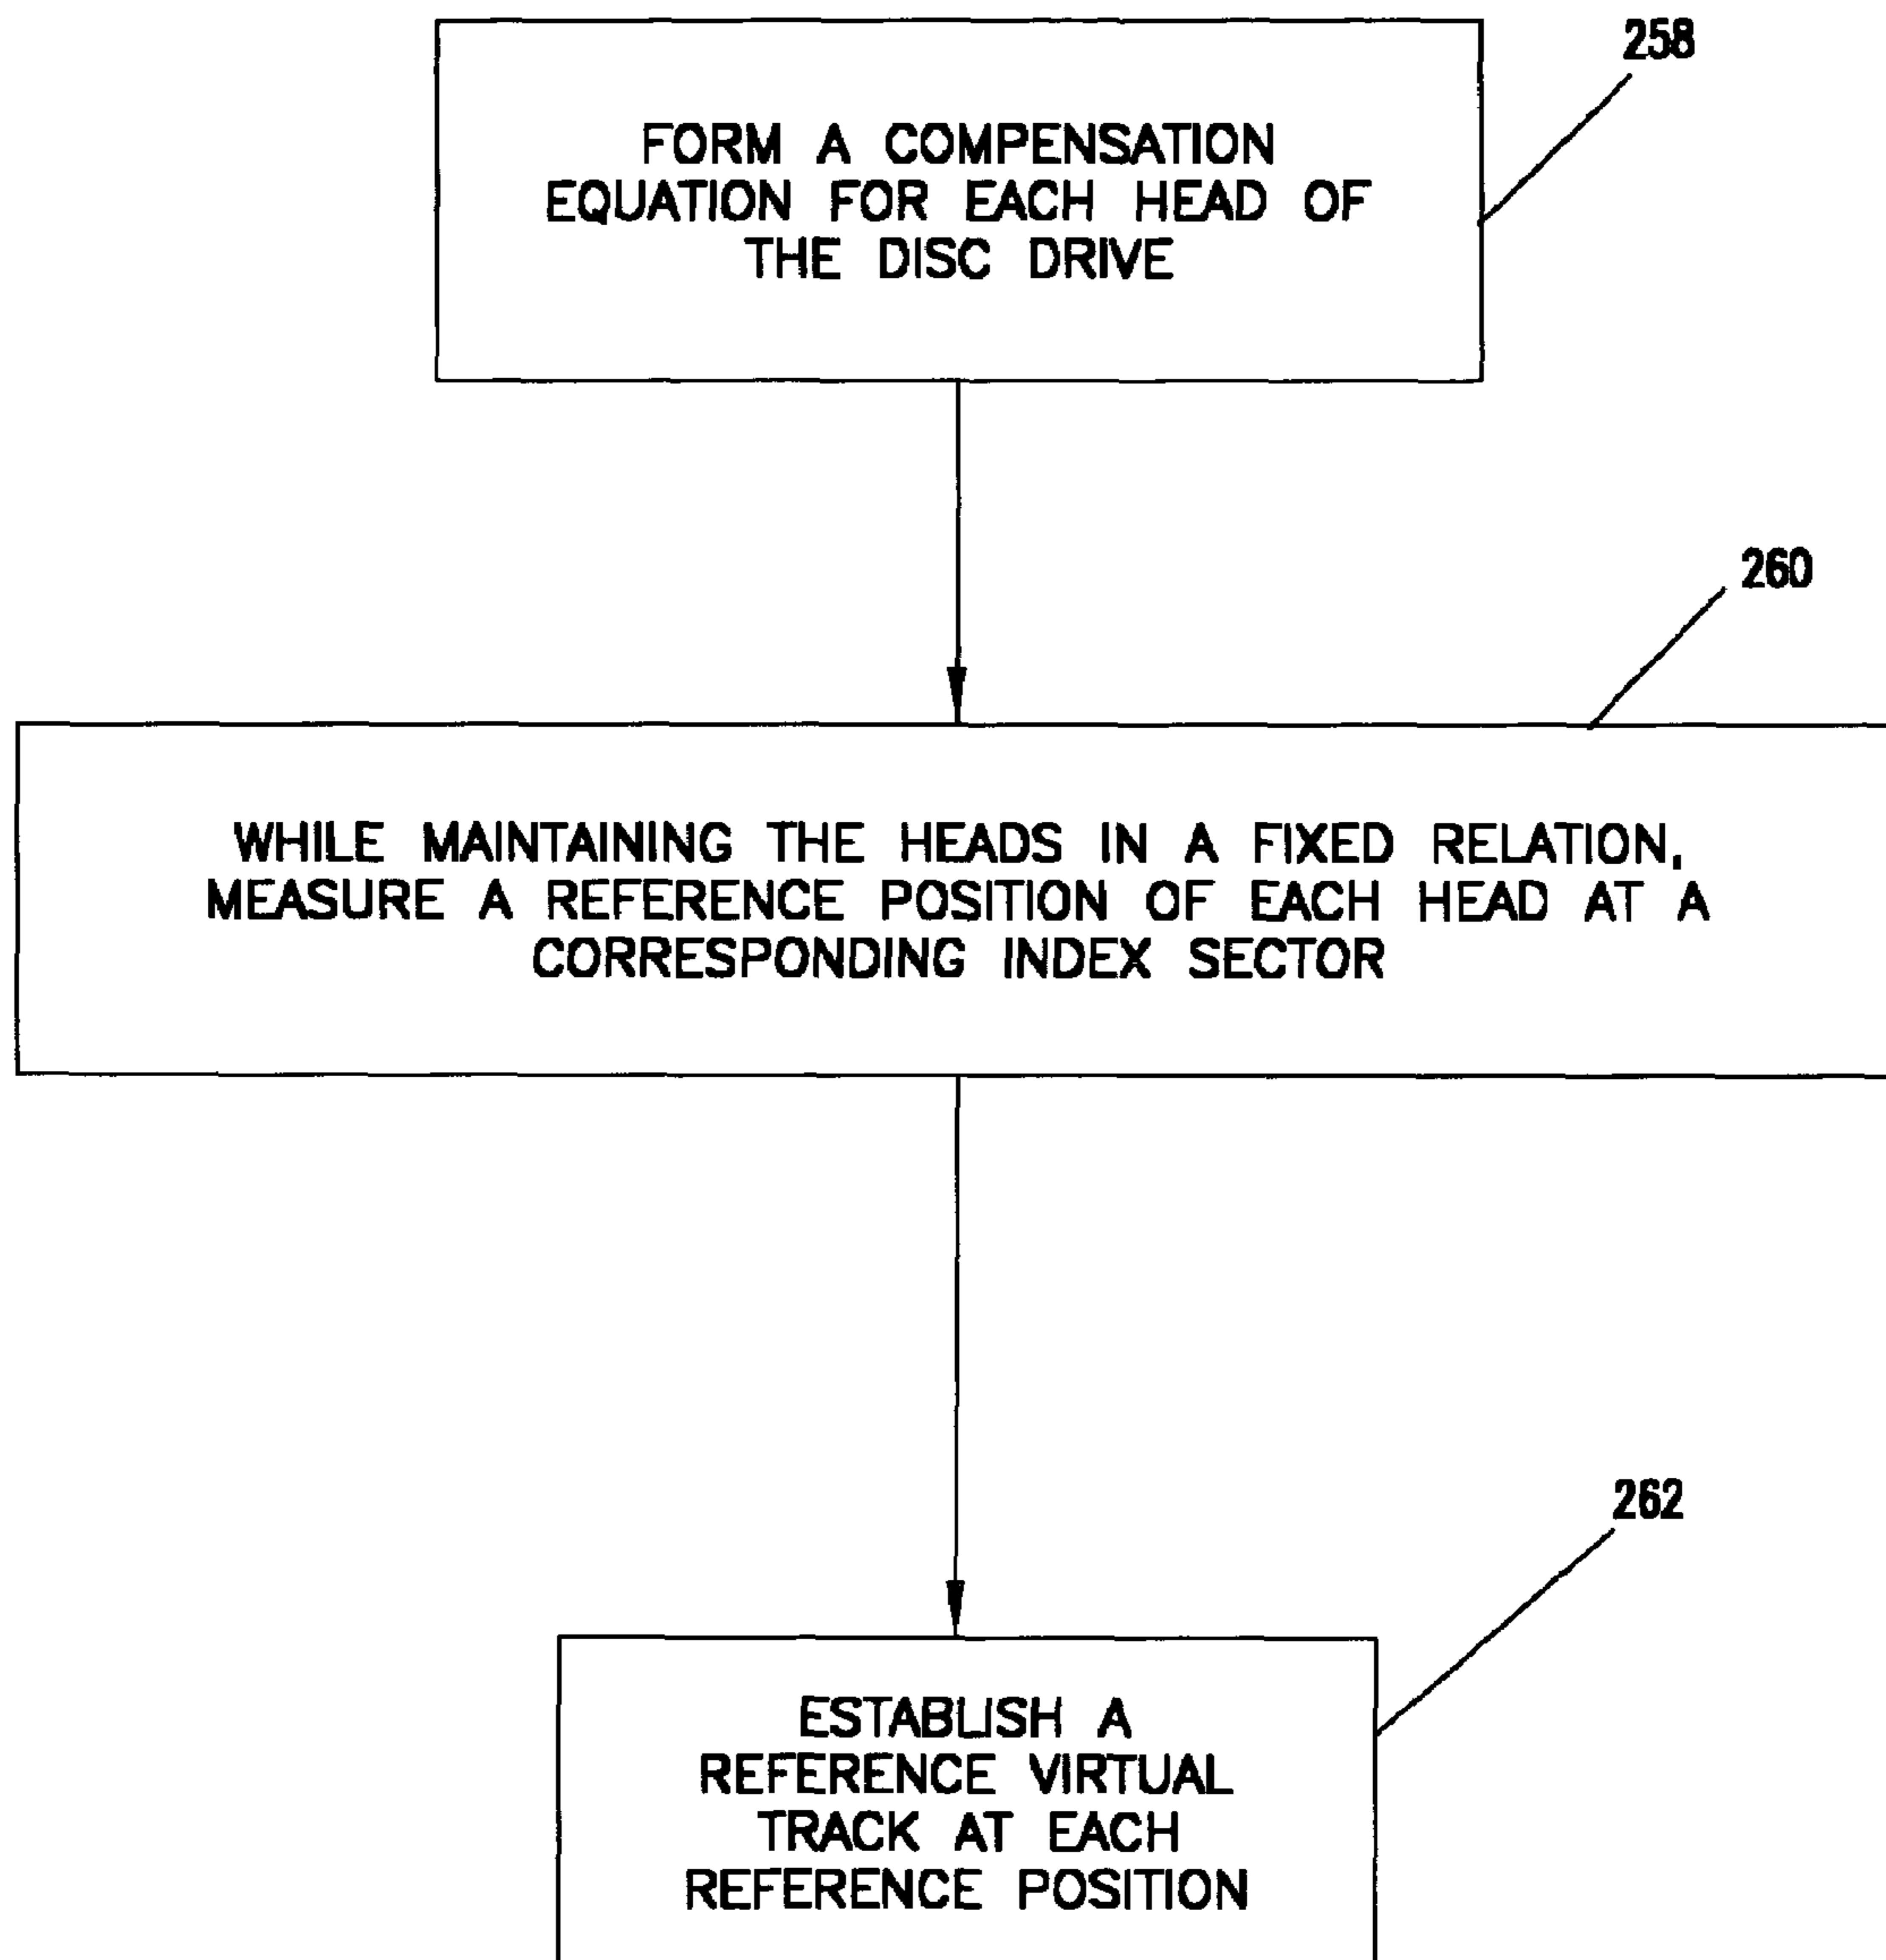 258
FORM A COMPENSATION
EQUATION FOR EACH HEAD OF
THE DISC DRIVE
260
WHILE MAINTAINING THE HEADS IN A FIXED RELATION,
MEASURE A REFERENCE POSITION OF EACH HEAD AT A
CORRESPONDING INDEX SECTOR
262
ESTABLISH A
REFERENCE VIRTUAL
TRACK AT EACH
REFERENCE POSITION